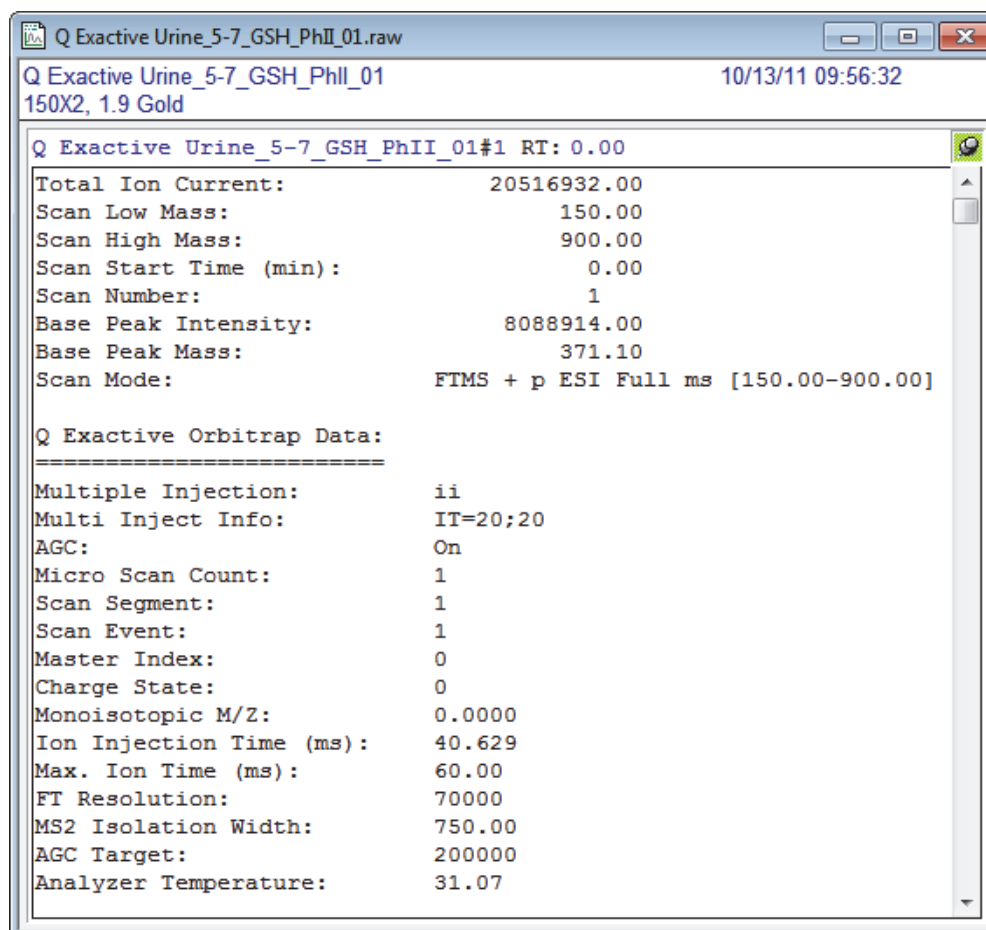 Q Exactive Urine_5-7_GSH_PhII_01.raw
Q Exactive Urine_5-7_GSH_PhII_01 10/13/11 09:56:32
150X2, 1.9 Gold
Q Exactive Urine_5-7_GSH_PhII_01#1 RT: 0.00
Total Ion Current: 20516932.00
Scan Low Mass: 150.00
Scan High Mass: 900.00
Scan Start Time (min): 0.00
Scan Number: 1
Base Peak Intensity: 8088914.00
Base Peak Mass: 371.10
Scan Mode: FTMS + p ESI Full ms [150.00-900.00]
Q Exactive Orbitrap Data:
=========================
Multiple Injection: ii
Multi Inject Info: IT=20;20
AGC: On
Micro Scan Count: 1
Scan Segment: 1
Scan Event: 1
Master Index: 0
Charge State: 0
Monoisotopic M/Z: 0.0000
Ion Injection Time (ms): 40.629
Max. Ion Time (ms): 60.00
FT Resolution: 70000
MS2 Isolation Width: 750.00
AGC Target: 200000
Analyzer Temperature: 31.07